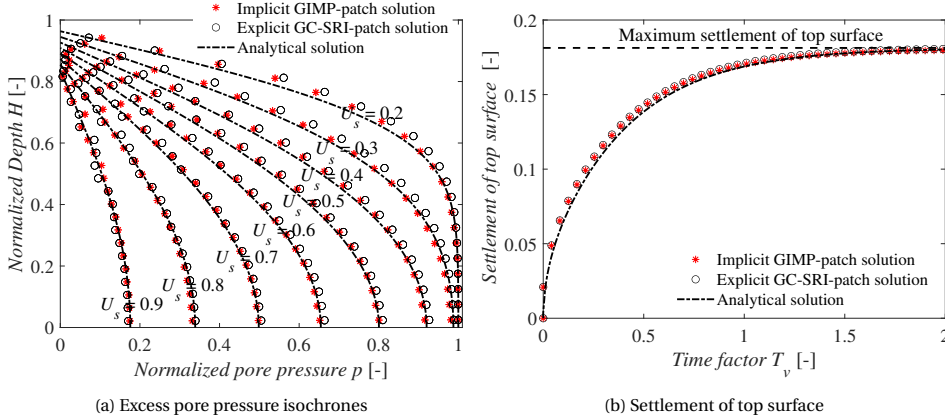 Implicit GIMP-patch solution
Explicit GC-SRI-patch solution
Analytical solution
1
0.8
0.6
0.4
0.2
0
Normalized Depth H [-]
U_s = 0.2
U_s = 0.3
U_s = 0.4
U_s = 0.5
U_s = 0.6
U_s = 0.7
U_s = 0.8
U_s = 0.9
0 0.2 0.4 0.6 0.8 1
Normalized pore pressure p [-]
(a) Excess pore pressure isochrones
Maximum settlement of top surface
0.2
0.15
0.1
0.05
0
Settlement of top surface
Implicit GIMP-patch solution
Explicit GC-SRI-patch solution
Analytical solution
0 0.5 1 1.5 2
Time factor T_v [-]
(b) Settlement of top surface